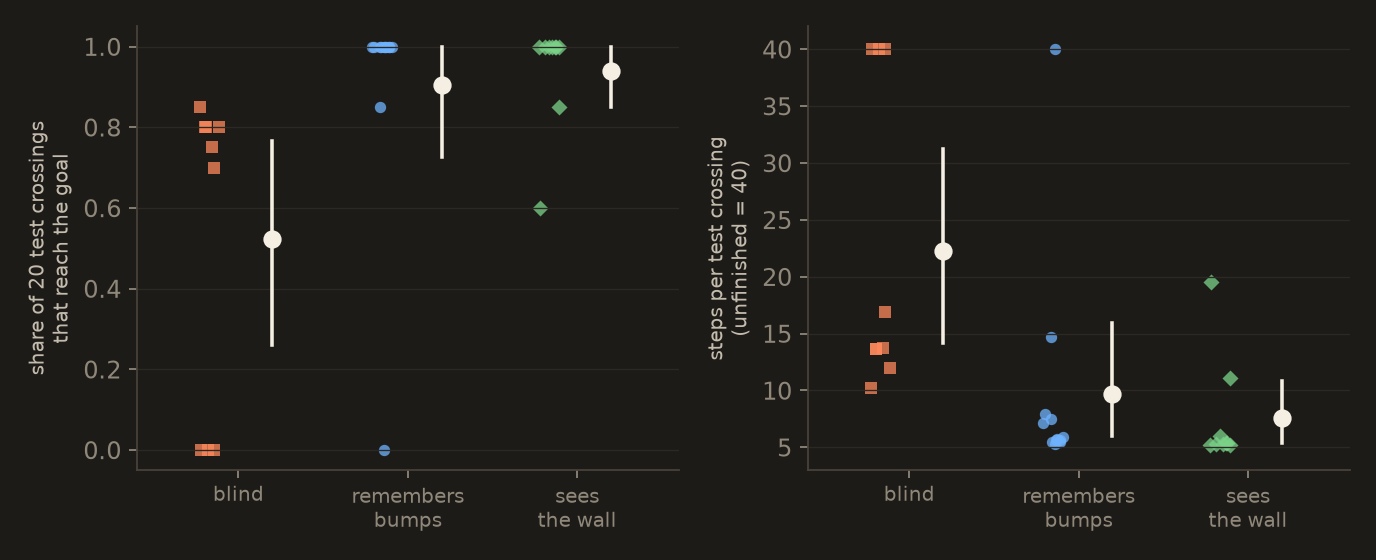 share of 20 test crossings
that reach the goal
1.0
0.8
0.6
0.4
0.2
0.0
blind
remembers
bumps
sees
the wall
steps per test crossing
(unfinished = 40)
40
35
30
25
20
15
10
5
blind
remembers
bumps
sees
the wall